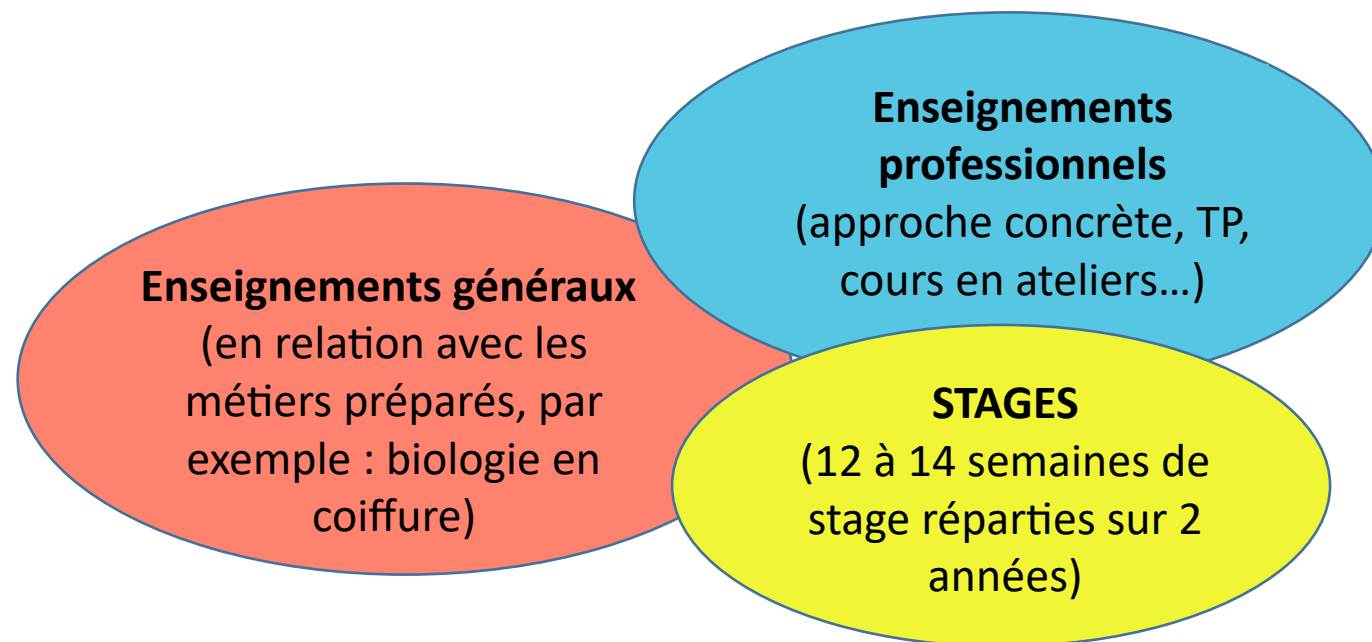 Enseignements
professionnels
(approche concrète, TP,
cours en ateliers…)
Enseignements généraux
(en relation avec les
métiers préparés, par
exemple : biologie en
coiffure)
STAGES
(12 à 14 semaines de
stage réparties sur 2
années)